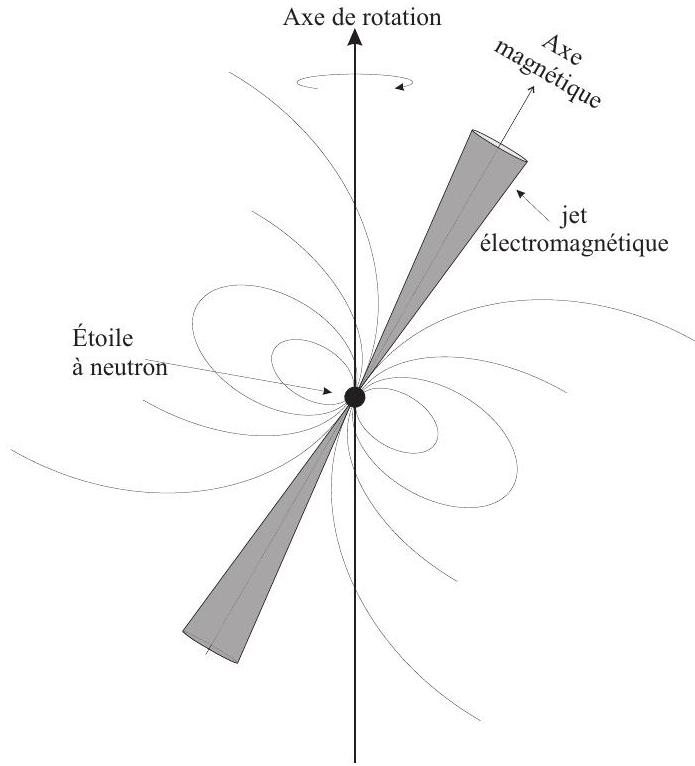 Axe de rotation
Axe
magnétique
jet
électromagnétique
Étoile
à neutron